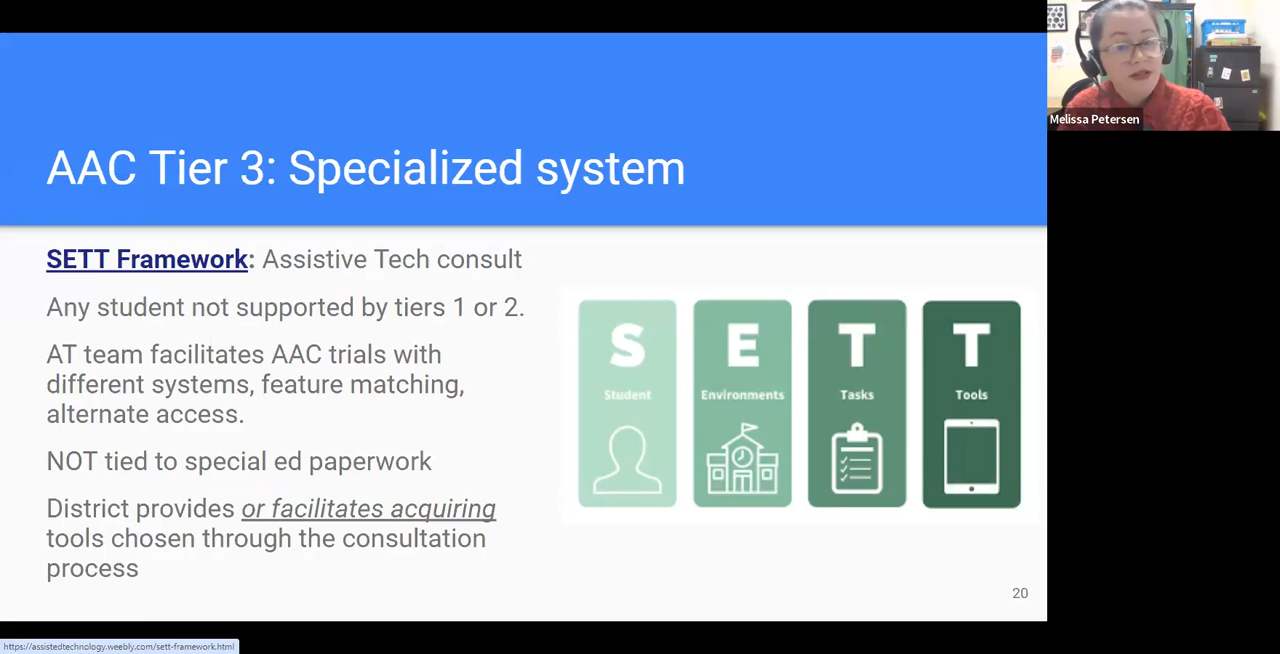 Melissa Petersen
AAC Tier 3: Specialized system
SETT Framework: Assistive Tech consult
Any student not supported by tiers 1 or 2.
AT team facilitates AAC trials with
different systems, feature matching,
alternate access.
NOT tied to special ed paperwork
District provides or facilitates acquiring
tools chosen through the consultation
process
S E T T
Student Environments Tasks Tools
20
https://assistedtechnology.weebly.com/sett-framework.html